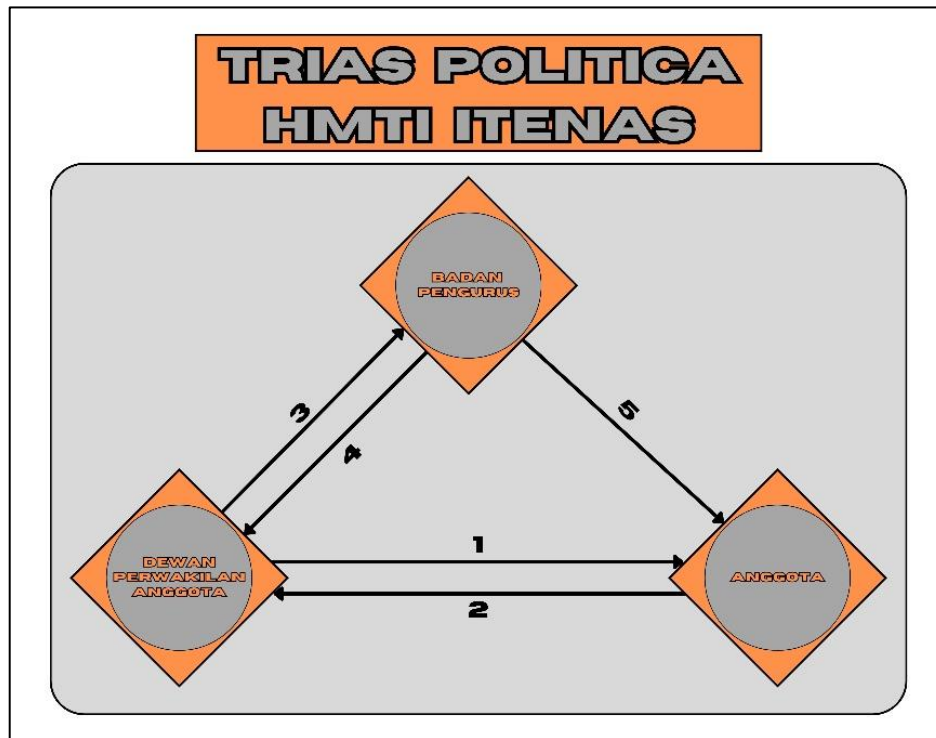 TRIAS POLITICA
HMTI ITENAS
BADAN
PENGURUS
3
4
5
1
2
DEWAN
PERWAKILAN
ANGGOTA
ANGGOTA